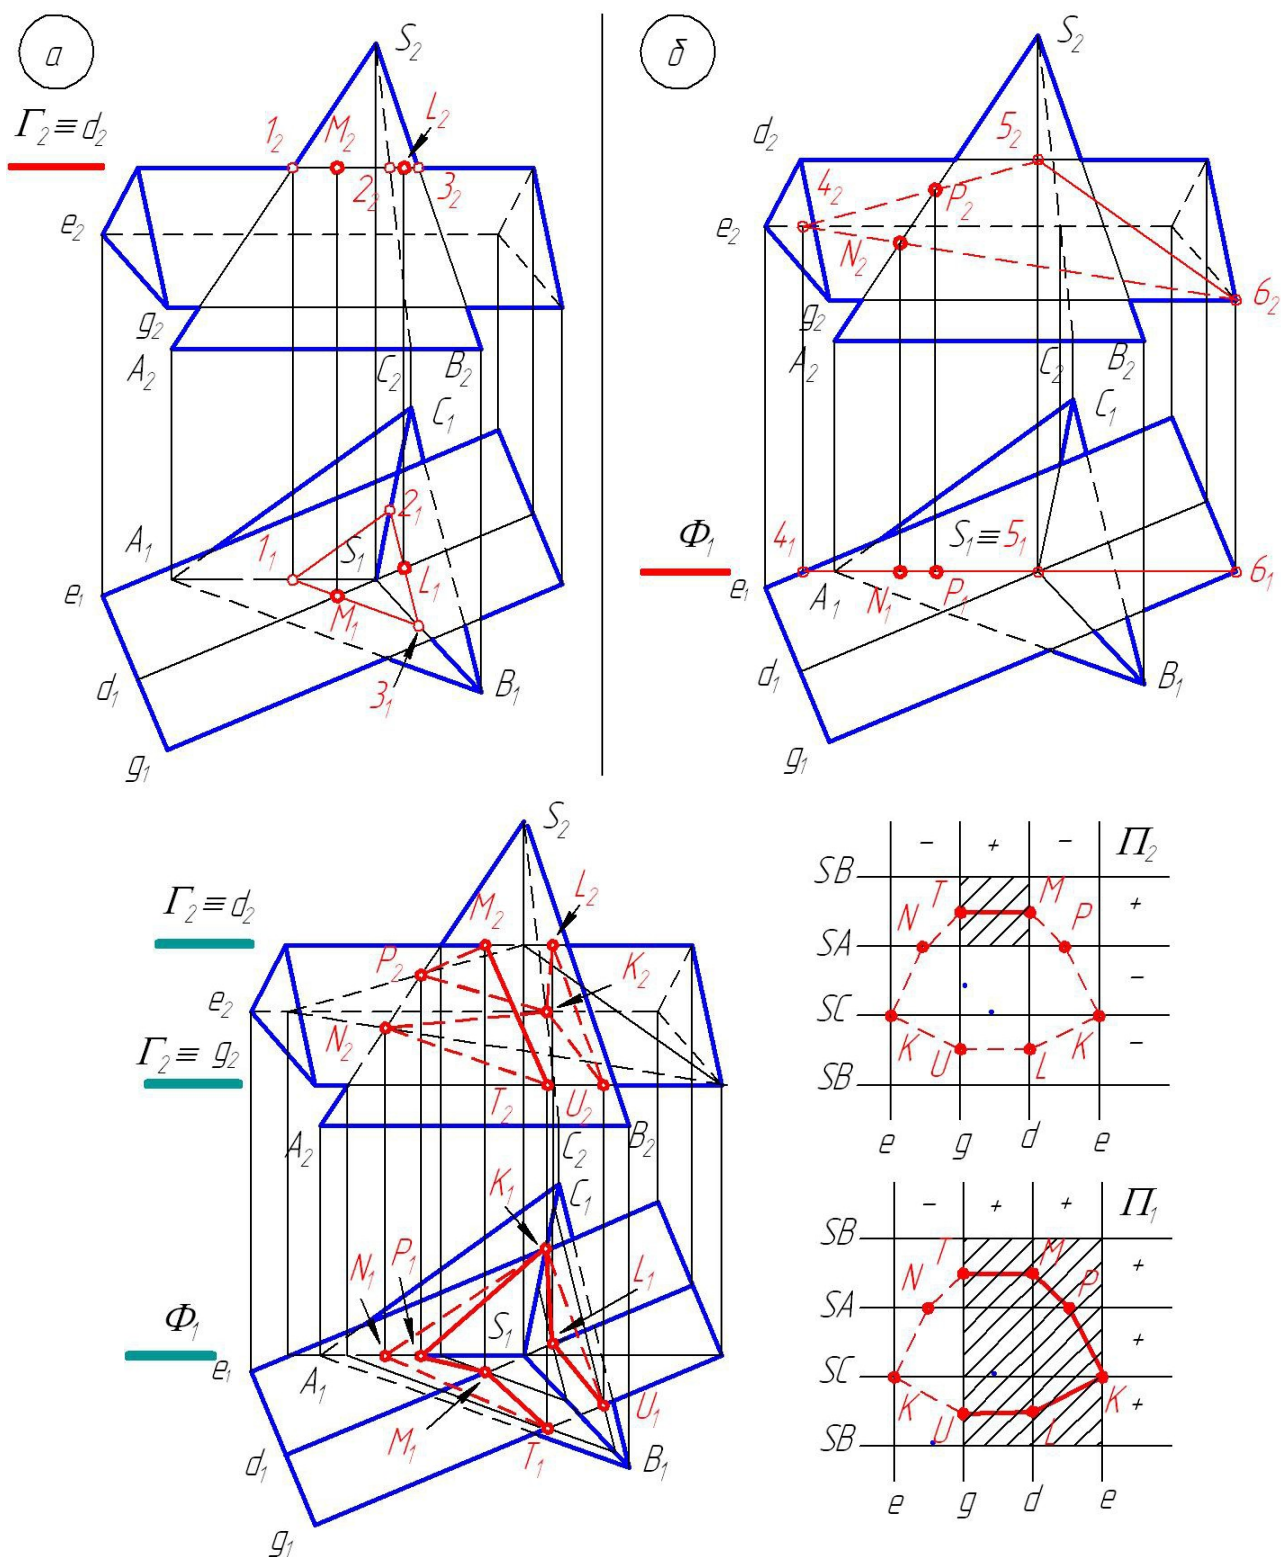 а
Γ₂ ≡ d₂
S₂
1₂
M₂
L₂
2₂
3₂
e₂
g₂
A₂
C₂
B₂
C₁
A₁
1₁
S₁
2₁
L₁
e₁
M₁
d₁
3₁
B₁
g₁
б
S₂
d₂
5₂
4₂
P₂
e₂
N₂
6₂
g₂
A₂
C₂
B₂
C₁
Φ₁
4₁
S₁≡5₁
e₁
A₁
N₁
P₁
6₁
d₁
B₁
g₁
S₂
Γ₂ ≡ d₂
M₂
L₂
P₂
K₂
e₂
N₂
Γ₂ ≡ g₂
T₂
U₂
A₂
B₂
C₂
K₁
C₁
P₁
N₁
L₁
Φ₁
S₁
e₁
A₁
U₁
M₁
T₁
B₁
d₁
g₁
− + − Π₂
SB
T M
N P
+
SA
−
SC
K U L K
−
SB
e g d e
− + + Π₁
SB
T M
N P
+
SA
+
SC
K U L K
+
SB
e g d e